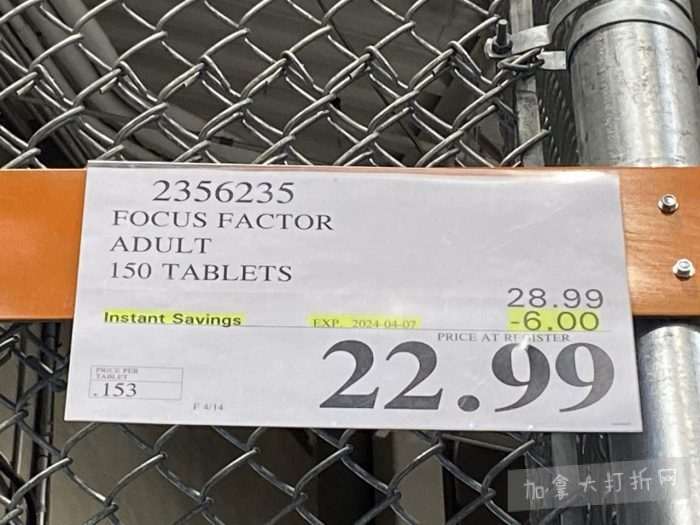 2356235
FOCUS FACTOR
ADULT
150 TABLETS
28.99
Instant Savings EXP. 2024-04-07 -6.00
PRICE AT REGISTER
22.99
PRICE PER
TABLET
.153
F 4/14
加拿大打折网